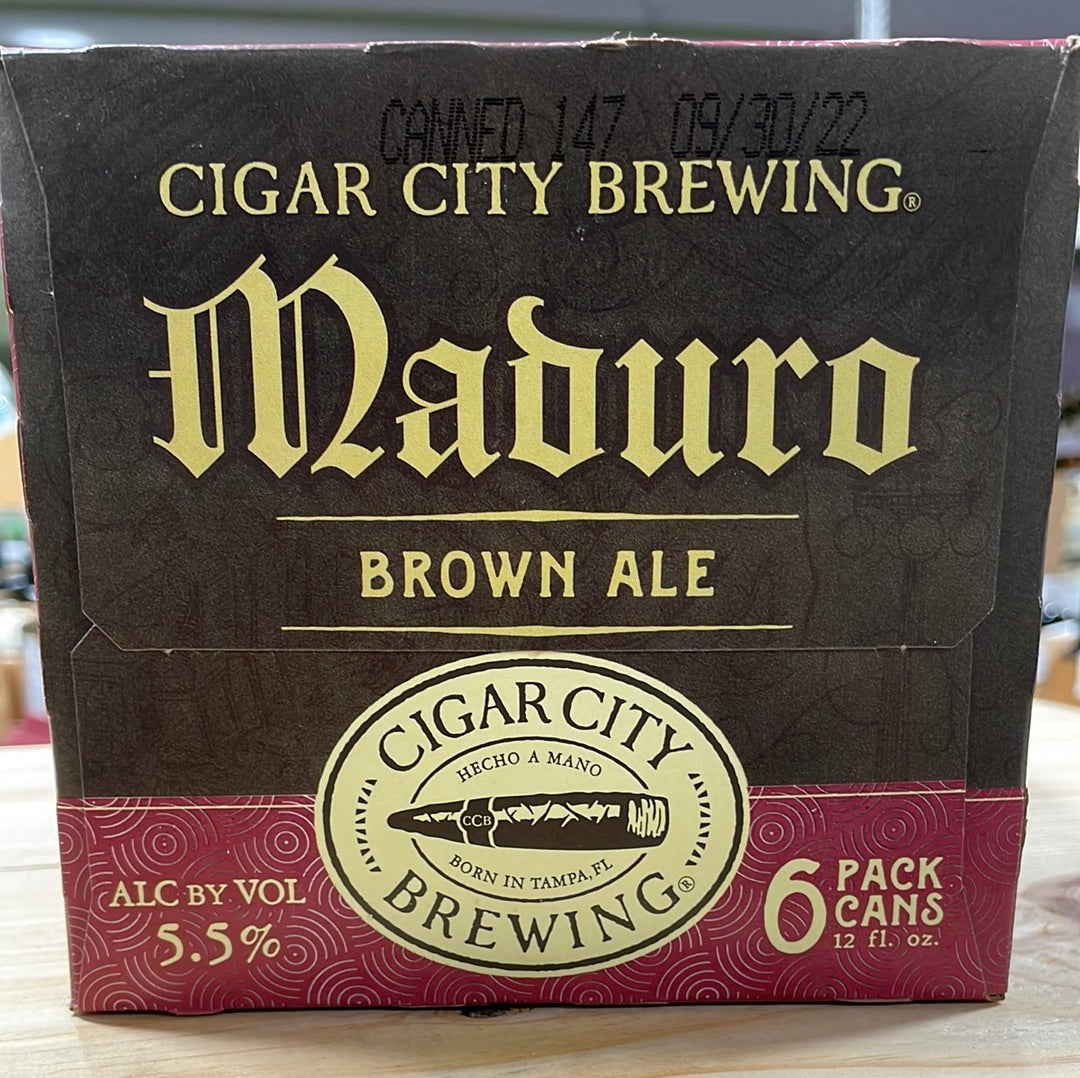 CANNED 147 09/30/22
CIGAR CITY BREWING®
Maduro
BROWN ALE
CIGAR CITY
HECHO A MANO
CCB
BORN IN TAMPA, FL
BREWING®
ALC BY VOL
5.5%
6 PACK
CANS
12 fl. oz.